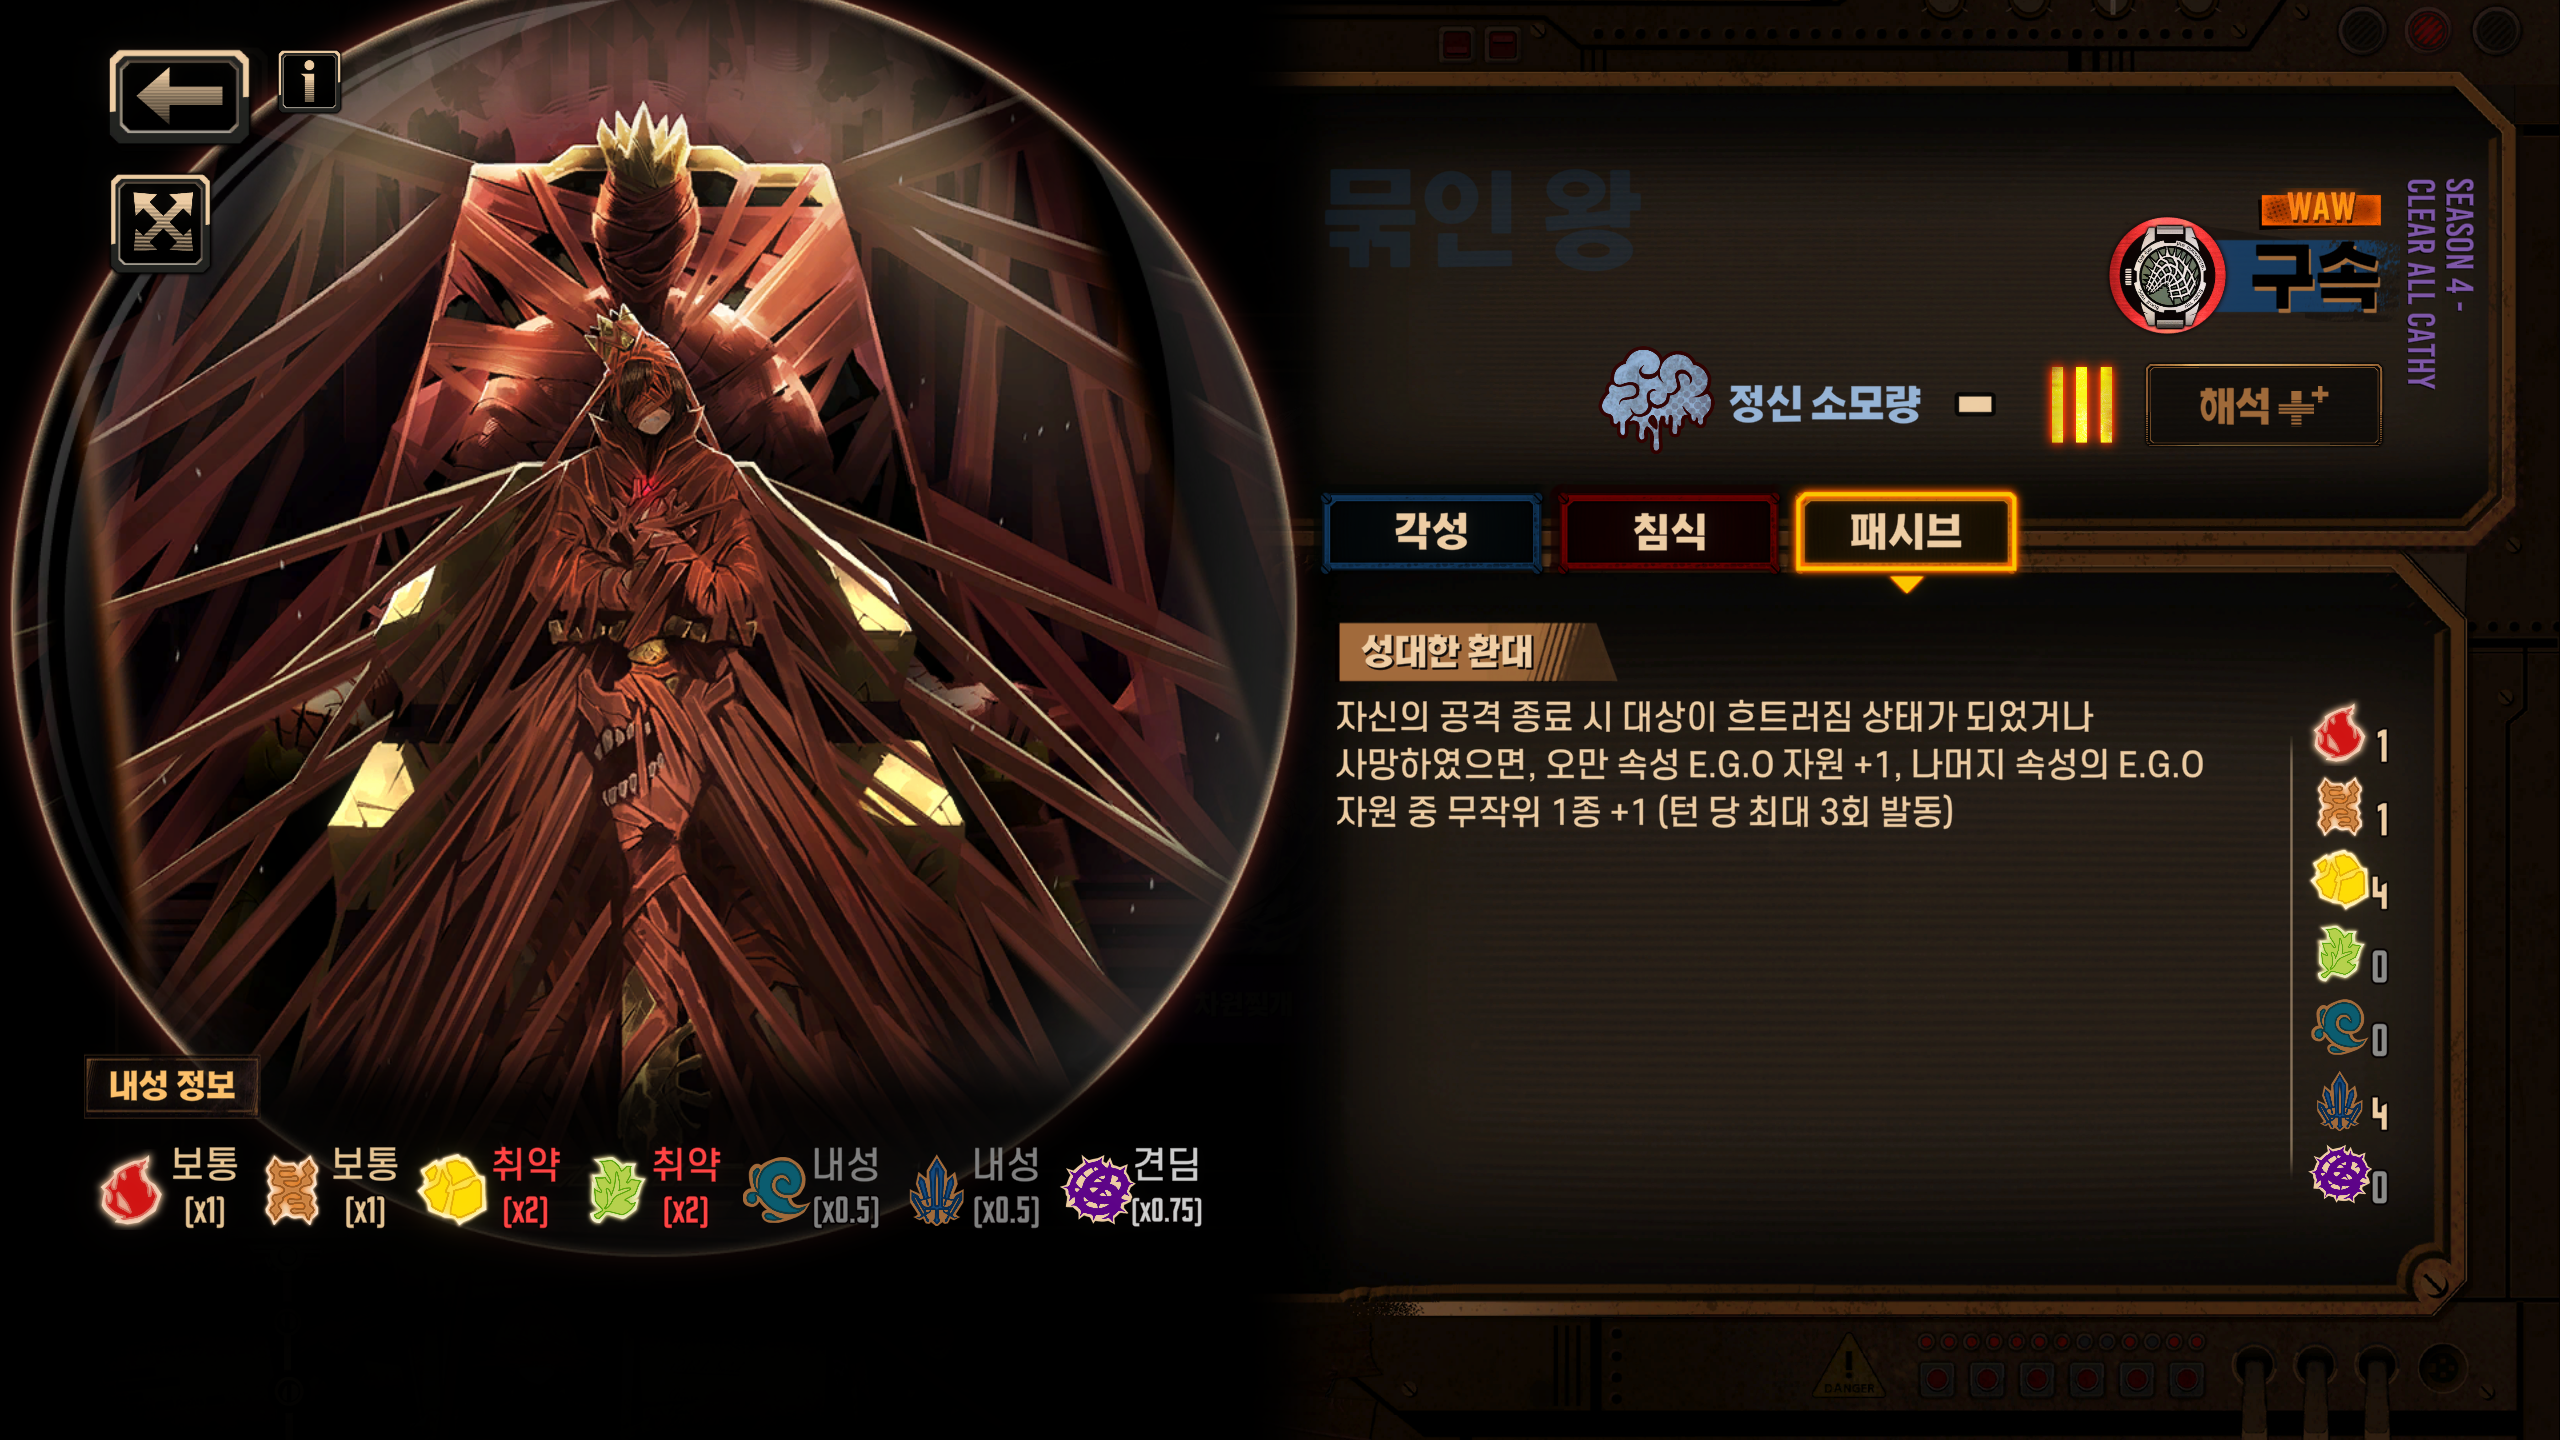 묶인 왕
WAW
구속
SEASON 4 -
CLEAR ALL CATHY
정신 소모량 -
해석
각성
침식
패시브
성대한 환대
자신의 공격 종료 시 대상이 흐트러짐 상태가 되었거나
사망하였으면, 오만 속성 E.G.O 자원 +1, 나머지 속성의 E.G.O
자원 중 무작위 1종 +1 (턴 당 최대 3회 발동)
1
1
4
0
0
4
0
내성 정보
보통 보통 취약 취약 내성 내성 견딤
(x1) (x1) (x2) (x2) (x0.5) (x0.5) (x0.75)
DANGER